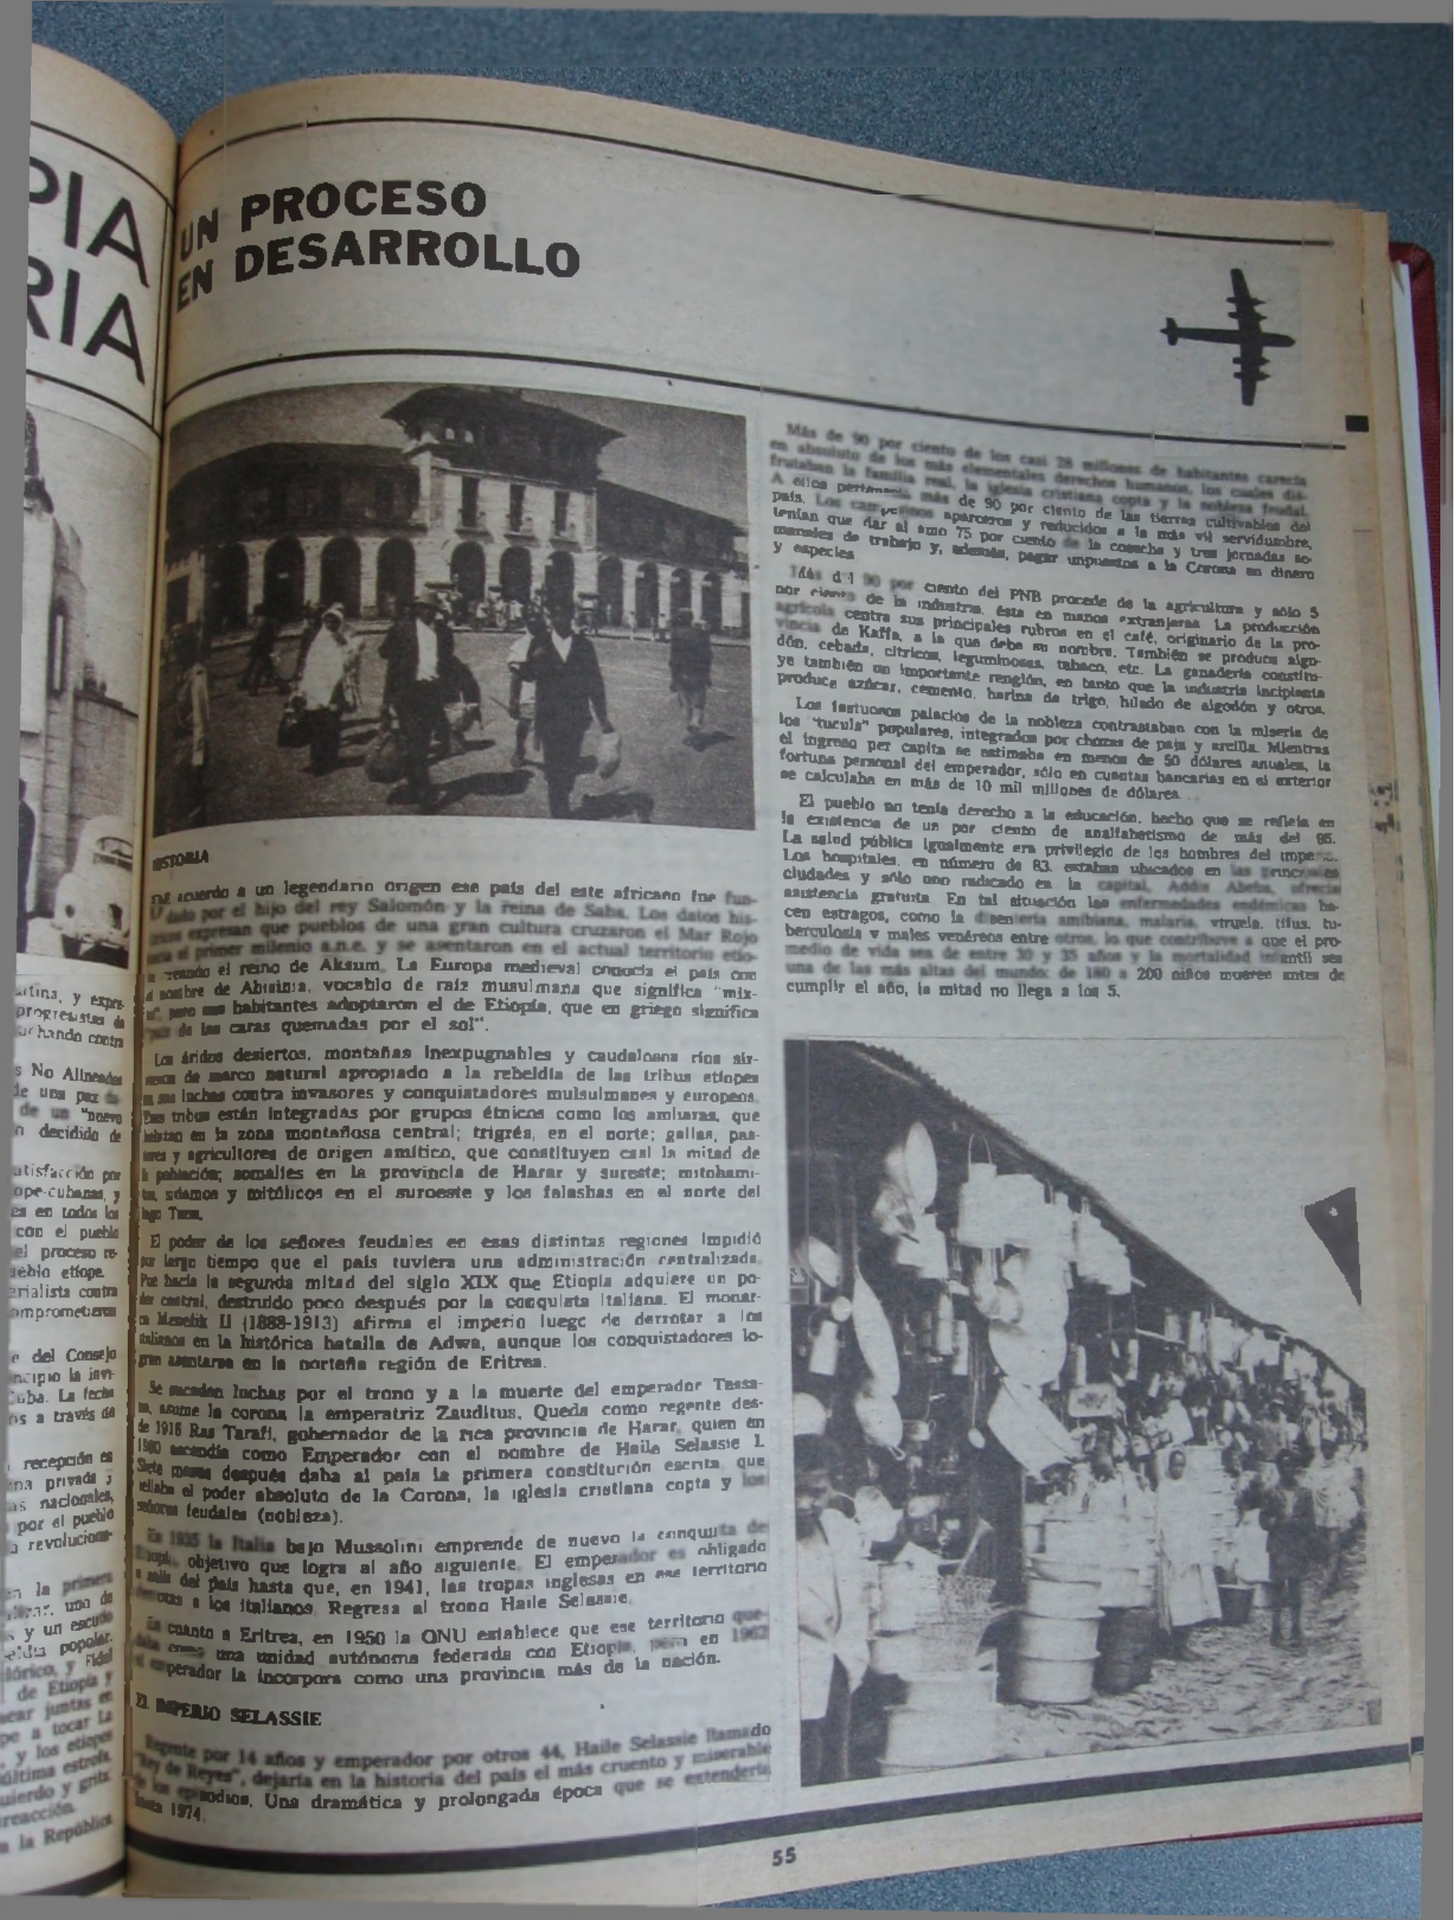 PIA
RIA
UN PROCESO
EN DESARROLLO
HISTORIA
De acuerdo a un legendario origen ese país del este africano fue fun-
dado por el hijo del rey Salomón y la reina de Saba. Los datos his-
expresan que pueblos de una gran cultura cruzaron el Mar Rojo
hacia el primer milenio a.n.e. y se asentaron en el actual territorio etío-
creando el reino de Aksum. La Europa medieval conocía el país con
el nombre de Abisinia, vocablo de raíz musulmana que significa "mix-
pero sus habitantes adoptaron el de Etiopía, que en griego significa
de las caras quemadas por el sol".
Los áridos desiertos, montañas inexpugnables y caudalosos ríos sir-
vieron de marco natural apropiado a la rebeldía de las tribus etíopes
en sus luchas contra invasores y conquistadores mulsulmanes y europeos.
Esas tribus están integradas por grupos étnicos como los amharas, que
habitan en la zona montañosa central; trigrés, en el norte; gallas, pas-
tores y agricultores de origen amítico, que constituyen casi la mitad de
la población; somalíes en la provincia de Harar y sureste; mitohami-
tas, sidamos y mitólicos en el suroeste y los falashas en el norte del
lago Tana.
El poder de los señores feudales en esas distintas regiones impidió
por largo tiempo que el país tuviera una administración centralizada.
Fue hacia la segunda mitad del siglo XIX que Etiopía adquiere un po-
der central, destruido poco después por la conquista italiana. El monar-
ca Menelik II (1888-1913) afirma el imperio luego de derrotar a los
italianos en la histórica batalla de Adwa, aunque los conquistadores lo-
gran asentarse en la norteña región de Eritrea.
Se suceden luchas por el trono y a la muerte del emperador Tassa-
ma, asume la corona la emperatriz Zauditus. Queda como regente des-
de 1916 Ras Tarafi, gobernador de la rica provincia de Harar, quien en
1930 ascendía como Emperador con el nombre de Haile Selassie I.
Siete meses después daba al país la primera constitución escrita, que
sellaba el poder absoluto de la Corona, la iglesia cristiana copta y los
señores feudales (nobleza).
En 1935 la Italia bajo Mussolini emprende de nuevo la conquista de
Etiopía, objetivo que logra al año siguiente. El emperador es obligado
a salir del país hasta que, en 1941, las tropas inglesas en ese territorio
derrotan a los italianos. Regresa al trono Haile Selassie.
En cuanto a Eritrea, en 1950 la ONU establece que ese territorio que-
daba como una unidad autónoma federada con Etiopía, pero en 1962
el emperador la incorpora como una provincia más de la nación.
EL IMPERIO SELASSIE
Regente por 14 años y emperador por otros 44, Haile Selassie llamado
"Rey de Reyes", dejaría en la historia del país el más cruento y miserable
de los episodios. Una dramática y prolongada época que se extendería
hasta 1974.
Más de 90 por ciento de los casi 28 millones de habitantes carecía
en absoluto de los más elementales derechos humanos, los cuales dis-
frutaban la familia real, la iglesia cristiana copta y la nobleza feudal.
A ellos pertenecía más de 90 por ciento de las tierras cultivables del
país. Los campesinos aparceros y reducidos a la más vil servidumbre,
tenían que dar al amo 75 por ciento de la cosecha y tres jornadas se-
manales de trabajo y, además, pagar impuestos a la Corona en dinero
y especies
Más del 90 por ciento del PNB procede de la agricultura y sólo 5
por ciento de la industria, ésta en manos extranjeras. La producción
agrícola centra sus principales rubros en el café, originario de la pro-
vincia de Kaffa, a la que debe su nombre. También se produce algo-
dón, cebada, cítricos, leguminosas, tabaco, etc. La ganadería constitu-
ye también un importante renglón, en tanto que la industria incipiente
produce azúcar, cemento, harina de trigo, hilado de algodón y otros.
Los fastuosos palacios de la nobleza contrastaban con la miseria de
los "tuculs" populares, integrados por chozas de paja y arcilla. Mientras
el ingreso per capita se estimaba en menos de 50 dólares anuales, la
fortuna personal del emperador, sólo en cuentas bancarias en el exterior
se calculaba en más de 10 mil millones de dólares...
El pueblo no tenía derecho a la educación, hecho que se refleja en
la existencia de un por ciento de analfabetismo de más del 95.
La salud pública igualmente era privilegio de los hombres del
Los hospitales, en número de 83, estaban ubicados en las principales
ciudades y sólo uno radicado en la capital, Addis Abeba, ofrecía
asistencia gratuita. En tal situación las enfermedades endémicas ha-
cen estragos, como la disentería amibiana, malaria, viruela, tifus, tu-
berculosis y males venéreos entre otros, lo que contribuye a que el pro-
medio de vida sea de entre 30 y 35 años y la mortalidad infantil sea
una de las más altas del mundo: de 180 a 200 niños mueren antes de
cumplir el año, la mitad no llega a los 5.
55